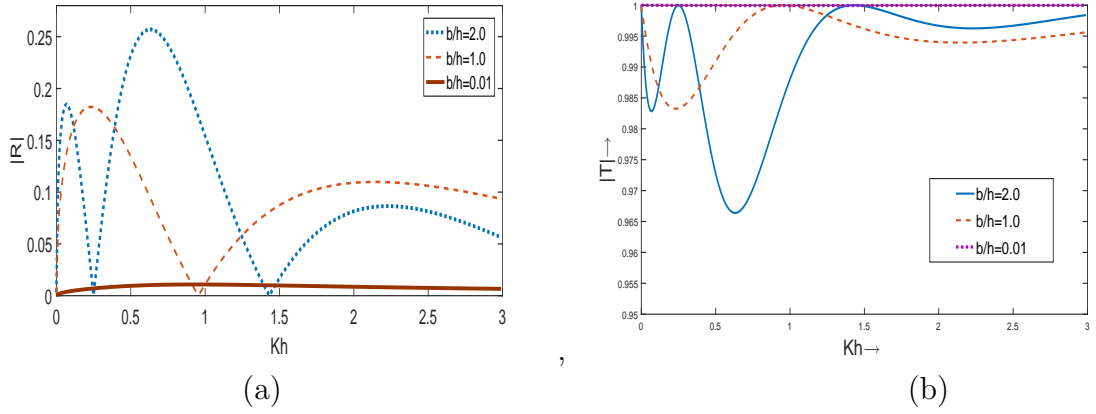 |R|
0.25
0.2
0.15
0.1
0.05
0
0
0.5
1
1.5
2
2.5
3
Kh
b/h=2.0
b/h=1.0
b/h=0.01
(a)
,
|T|→
1
0.995
0.99
0.985
0.98
0.975
0.97
0.965
0.96
0.955
0.95
0
0.5
1
1.5
2
2.5
3
Kh→
b/h=2.0
b/h=1.0
b/h=0.01
(b)